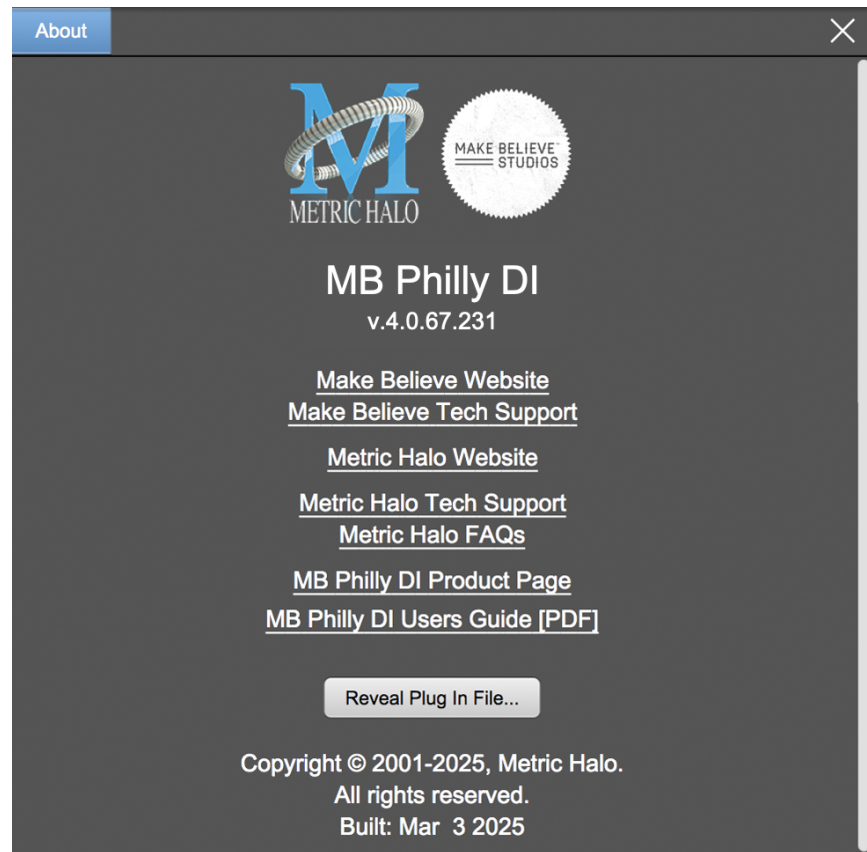 About
METRIC HALO
MAKE BELIEVE™
STUDIOS
MB Philly DI
v.4.0.67.231
Make Believe Website
Make Believe Tech Support
Metric Halo Website
Metric Halo Tech Support
Metric Halo FAQs
MB Philly DI Product Page
MB Philly DI Users Guide [PDF]
Reveal Plug In File...
Copyright © 2001-2025, Metric Halo.
All rights reserved.
Built: Mar  3 2025